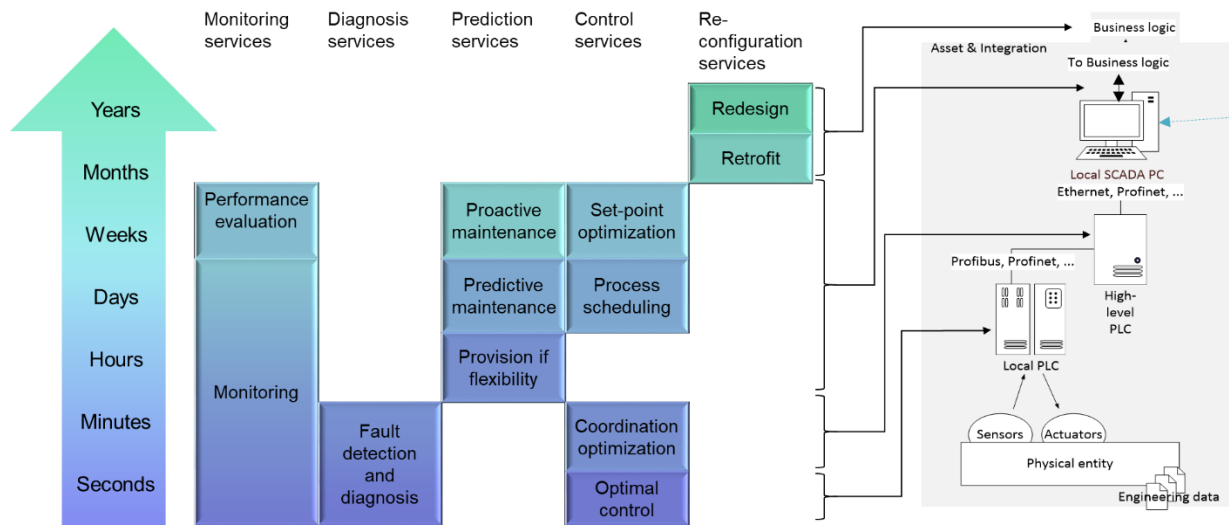 Monitoring
services
Diagnosis
services
Prediction
services
Control
services
Re-
configuration
services
Years
Months
Weeks
Days
Hours
Minutes
Seconds
Performance
evaluation
Monitoring
Fault
detection
and
diagnosis
Proactive
maintenance
Predictive
maintenance
Provision if
flexibility
Set-point
optimization
Process
scheduling
Coordination
optimization
Optimal
control
Redesign
Retrofit
Business logic
Asset & Integration
To Business logic
Local SCADA PC
Ethernet, Profinet, ...
Profibus, Profinet, ...
High-
level
PLC
Local PLC
Sensors
Actuators
Physical entity
Engineering data